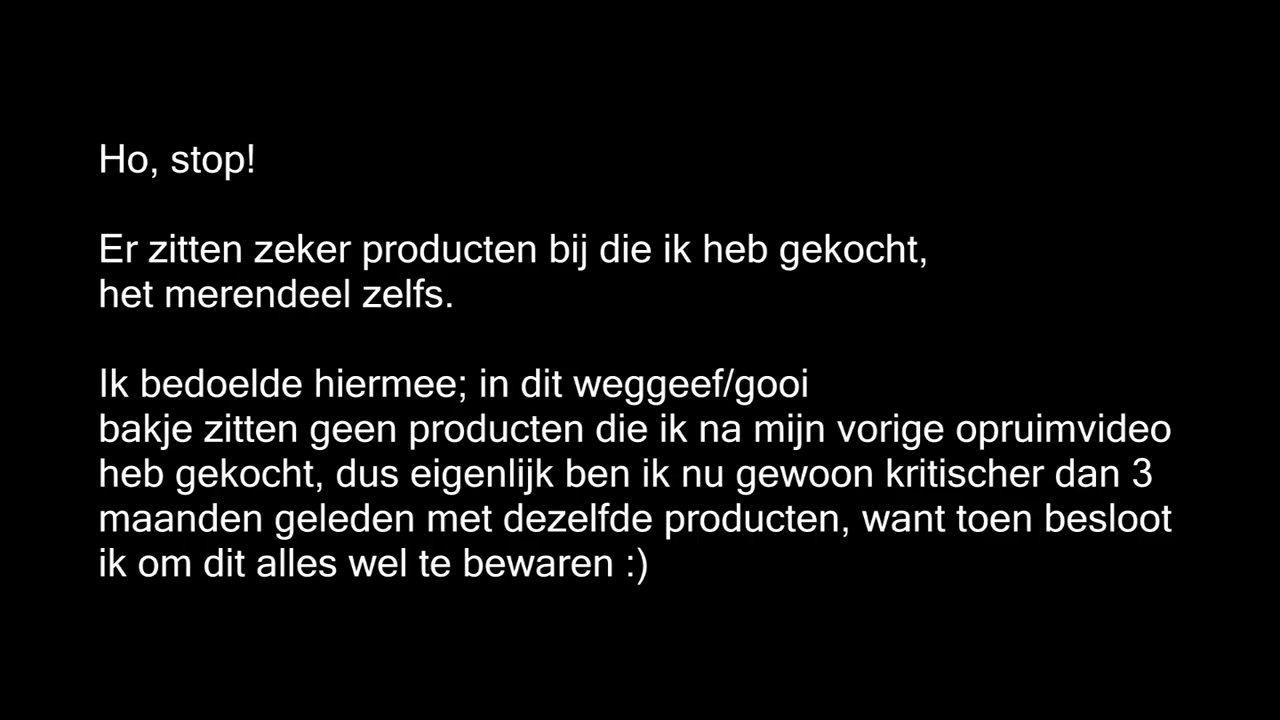 Ho, stop!
Er zitten zeker producten bij die ik heb gekocht,
het merendeel zelfs.
Ik bedoelde hiermee; in dit weggeef/gooi
bakje zitten geen producten die ik na mijn vorige opruimvideo
heb gekocht, dus eigenlijk ben ik nu gewoon kritischer dan 3
maanden geleden met dezelfde producten, want toen besloot
ik om dit alles wel te bewaren :)